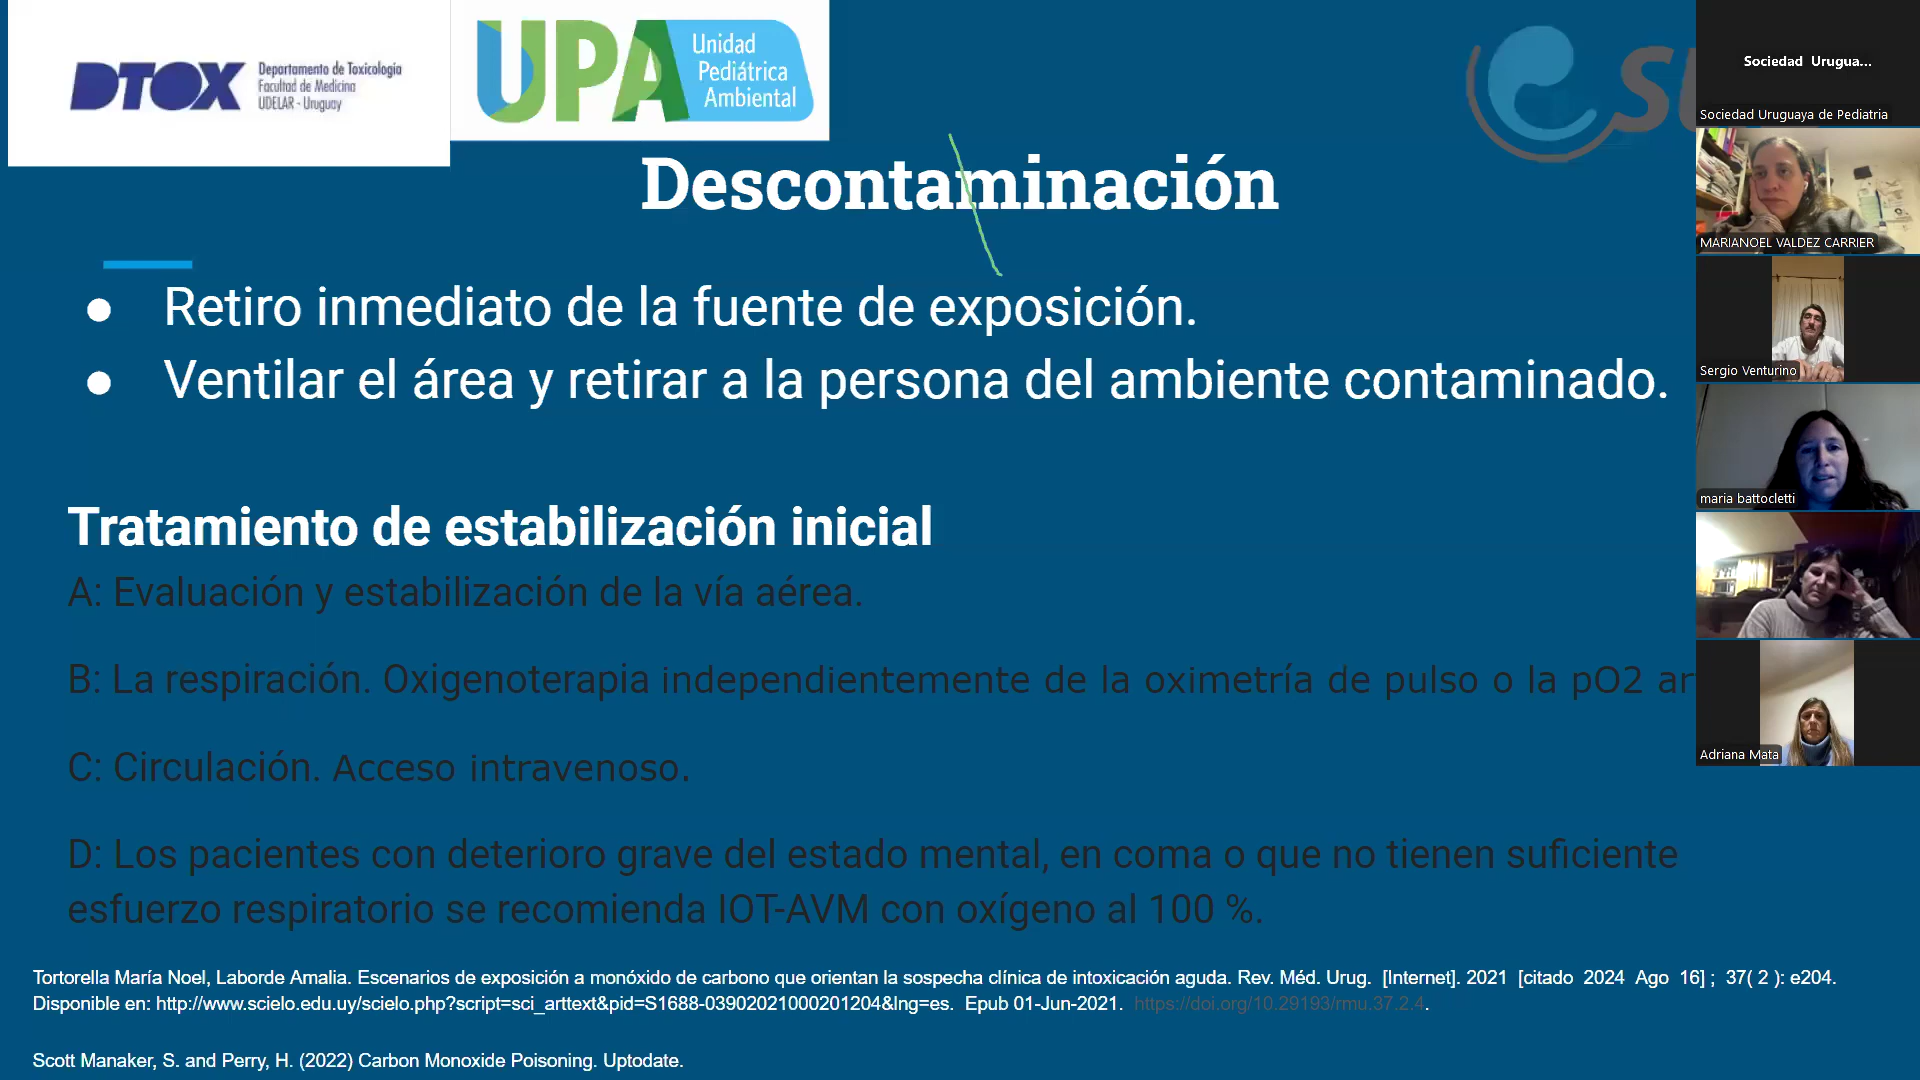 DTOX
Departamento de Toxicología
Facultad de Medicina
UDELAR - Uruguay
UPA
Unidad
Pediátrica
Ambiental
Descontaminación
● Retiro inmediato de la fuente de exposición.
● Ventilar el área y retirar a la persona del ambiente contaminado.
Tratamiento de estabilización inicial
A: Evaluación y estabilización de la vía aérea.
B: La respiración. Oxigenoterapia independientemente de la oximetría de pulso o la pO2 ar
C: Circulación. Acceso intravenoso.
D: Los pacientes con deterioro grave del estado mental, en coma o que no tienen suficiente
esfuerzo respiratorio se recomienda IOT-AVM con oxígeno al 100 %.
Tortorella María Noel, Laborde Amalia. Escenarios de exposición a monóxido de carbono que orientan la sospecha clínica de intoxicación aguda. Rev. Méd. Urug. [Internet]. 2021 [citado 2024 Ago 16] ; 37( 2 ): e204.
Disponible en: http://www.scielo.edu.uy/scielo.php?script=sci_arttext&pid=S1688-03902021000201204&lng=es. Epub 01-Jun-2021. https://doi.org/10.29193/rmu.37.2.4.
Scott Manaker, S. and Perry, H. (2022) Carbon Monoxide Poisoning. Uptodate.
Sociedad Urugua...
Sociedad Uruguaya de Pediatria
MARIANOEL VALDEZ CARRIER
Sergio Venturino
maria battocletti
Adriana Mata